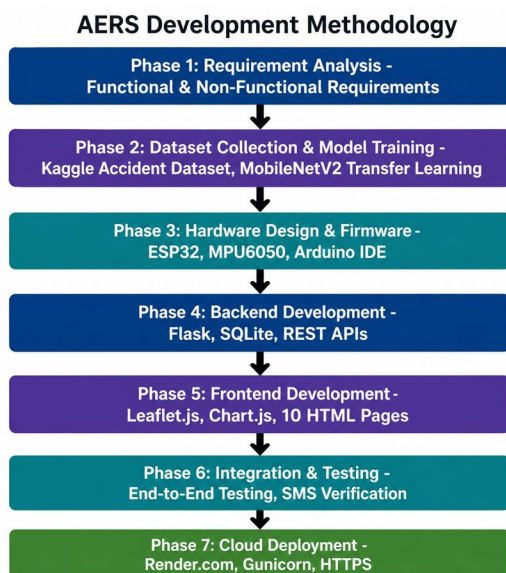 AERS Development Methodology
Phase 1: Requirement Analysis -
Functional & Non-Functional Requirements
Phase 2: Dataset Collection & Model Training -
Kaggle Accident Dataset, MobileNetV2 Transfer Learning
Phase 3: Hardware Design & Firmware -
ESP32, MPU6050, Arduino IDE
Phase 4: Backend Development -
Flask, SQLite, REST APIs
Phase 5: Frontend Development -
Leaflet.js, Chart.js, 10 HTML Pages
Phase 6: Integration & Testing -
End-to-End Testing, SMS Verification
Phase 7: Cloud Deployment -
Render.com, Gunicorn, HTTPS